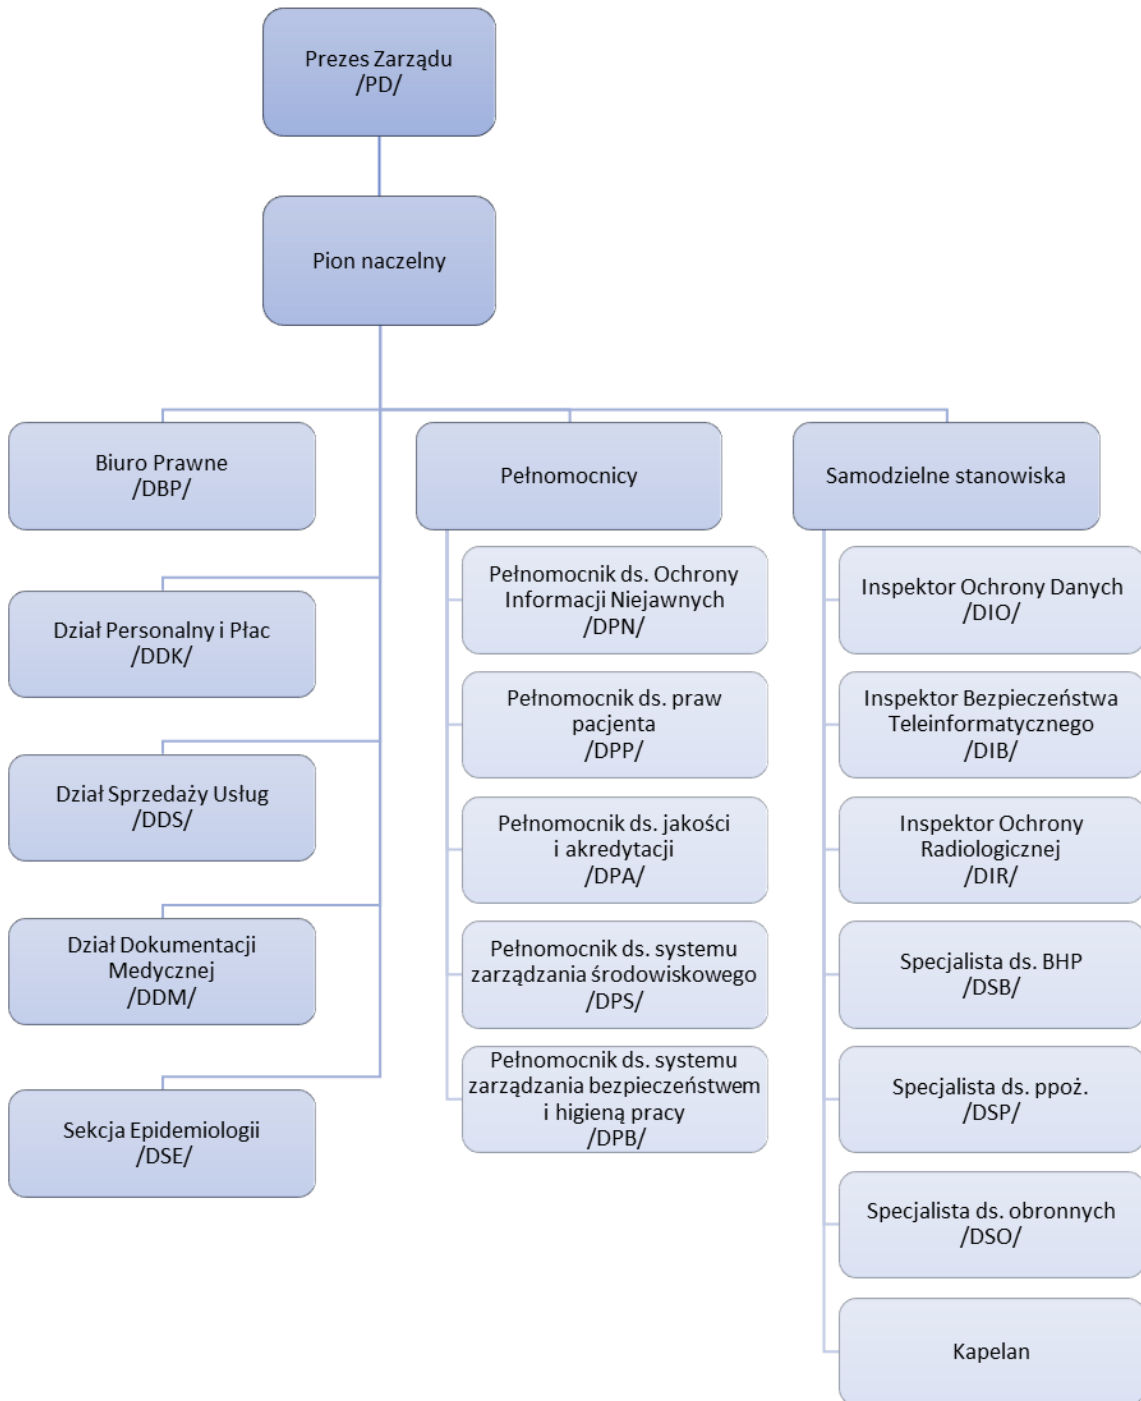 Prezes Zarządu
/PD/
Pion naczelny
Biuro Prawne
/DBP/
Dział Personalny i Płac
/DDK/
Dział Sprzedaży Usług
/DDS/
Dział Dokumentacji
Medycznej
/DDM/
Sekcja Epidemiologii
/DSE/
Pełnomocnicy
Pełnomocnik ds. Ochrony
Informacji Niejawnych
/DPN/
Pełnomocnik ds. praw
pacjenta
/DPP/
Pełnomocnik ds. jakości
i akredytacji
/DPA/
Pełnomocnik ds. systemu
zarządzania środowiskowego
/DPS/
Pełnomocnik ds. systemu
zarządzania bezpieczeństwem
i higieną pracy
/DPB/
Samodzielne stanowiska
Inspektor Ochrony Danych
/DIO/
Inspektor Bezpieczeństwa
Teleinformatycznego
/DIB/
Inspektor Ochrony
Radiologicznej
/DIR/
Specjalista ds. BHP
/DSB/
Specjalista ds. ppoż.
/DSP/
Specjalista ds. obronnych
/DSO/
Kapelan